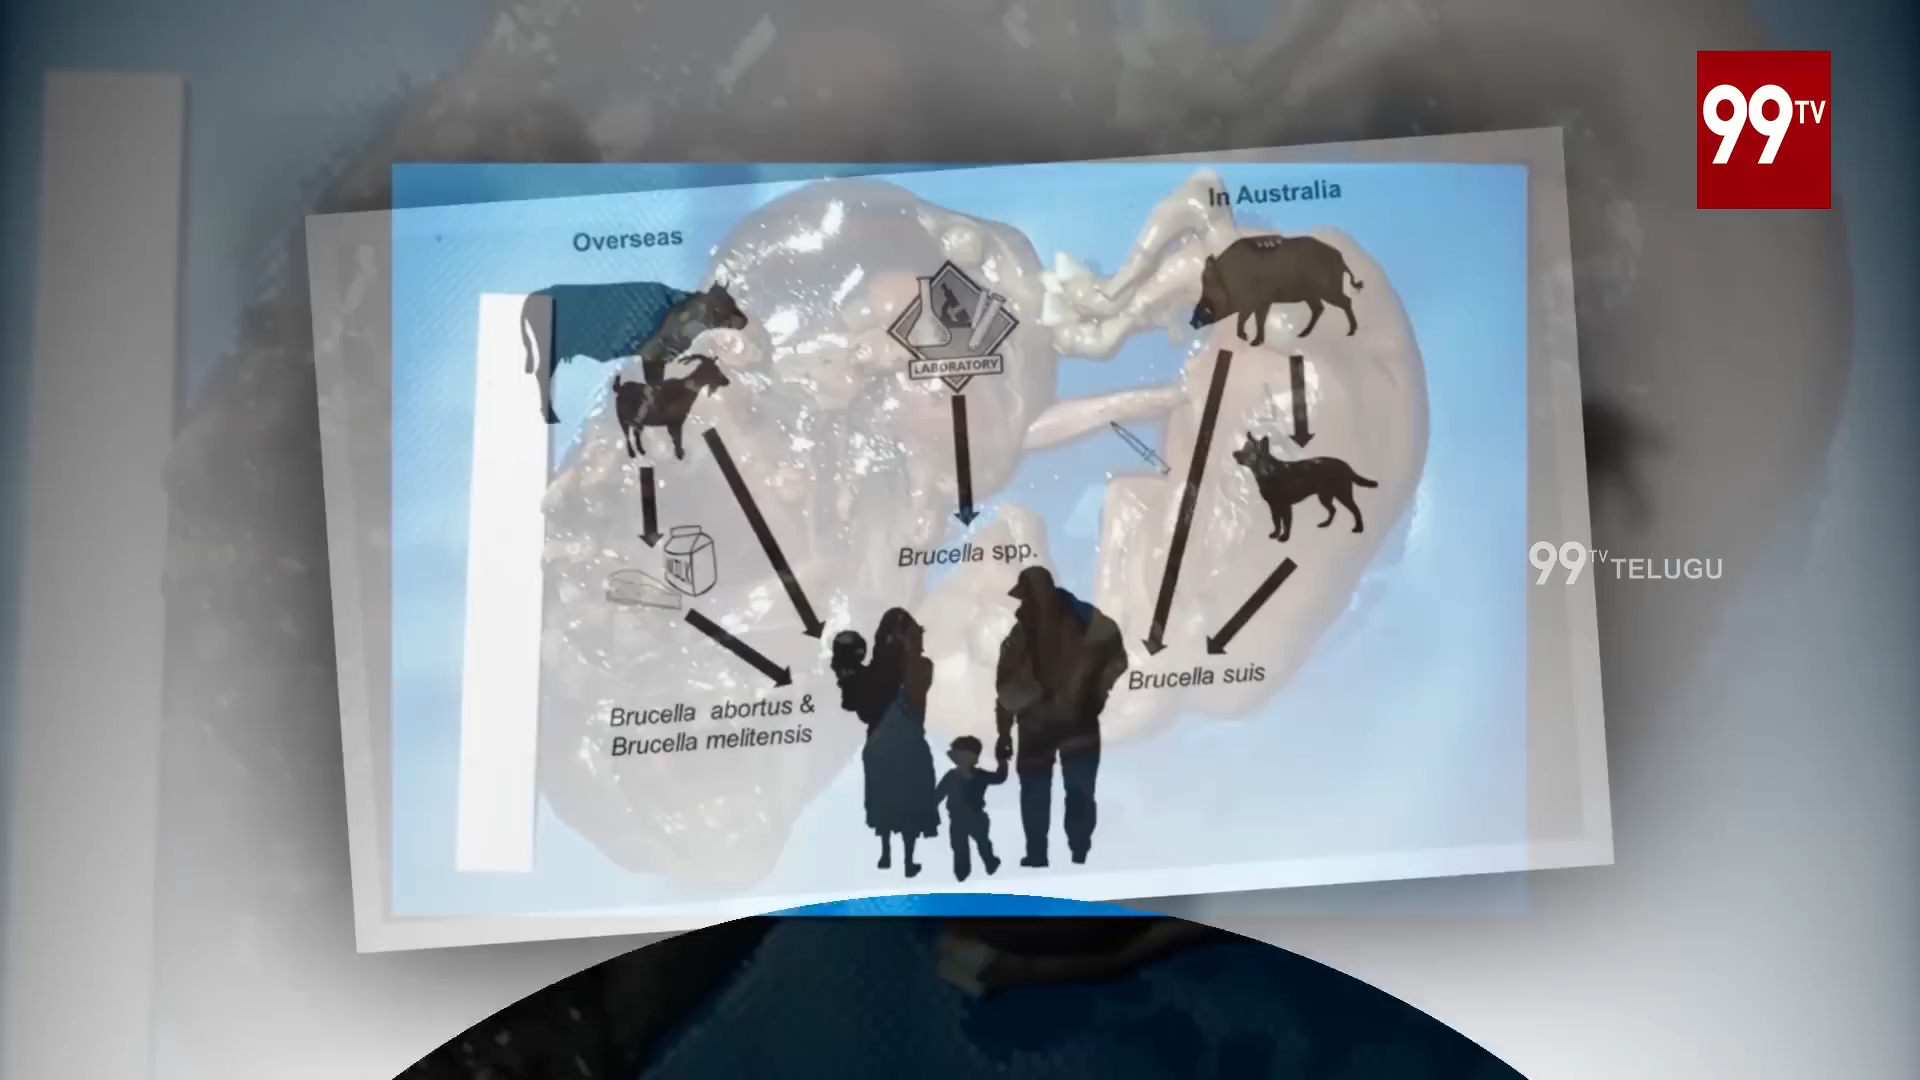 99TV
In Australia
Overseas
LABORATORY
Brucella spp.
MILK
99TV TELUGU
Brucella suis
Brucella abortus &
Brucella melitensis